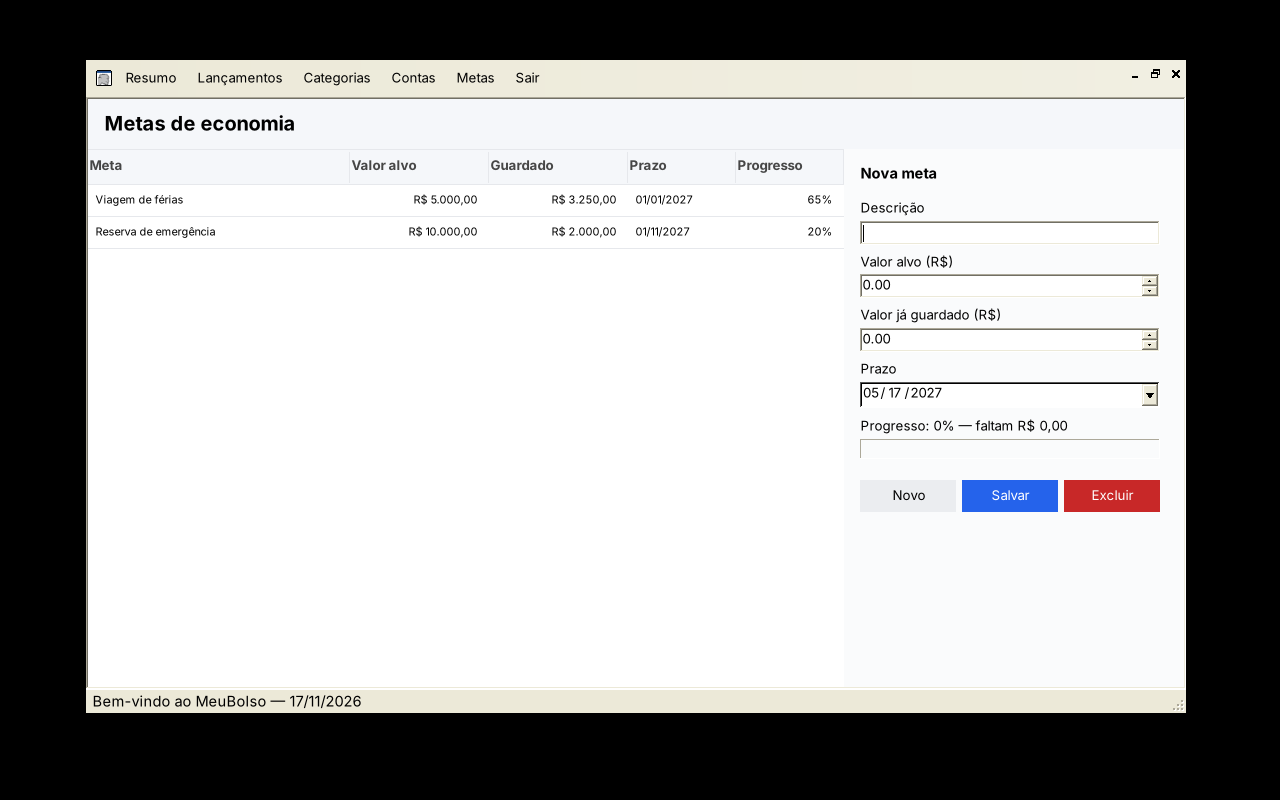 Resumo Lançamentos Categorias Contas Metas Sair
Metas de economia
Meta Valor alvo Guardado Prazo Progresso
Viagem de férias R$ 5.000,00 R$ 3.250,00 01/01/2027 65%
Reserva de emergência R$ 10.000,00 R$ 2.000,00 01/11/2027 20%
Nova meta
Descrição
Valor alvo (R$)
0.00
Valor já guardado (R$)
0.00
Prazo
05/ 17 /2027
Progresso: 0% — faltam R$ 0,00
Novo Salvar Excluir
Bem-vindo ao MeuBolso — 17/11/2026